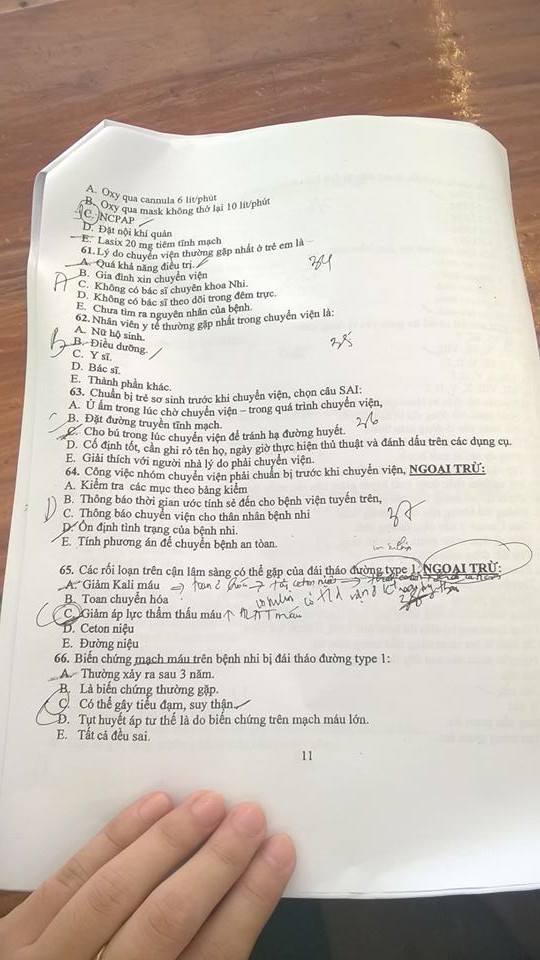 A. Oxy qua cannula 6 lít/phút
B. Oxy qua mask không thở lại 10 lít/phút
C. NCPAP
D. Đặt nội khí quản
E. Lasix 20 mg tiêm tĩnh mạch
61. Lý do chuyển viện thường gặp nhất ở trẻ em là
A. Quá khả năng điều trị.
B. Gia đình xin chuyển viện
C. Không có bác sĩ chuyên khoa Nhi.
34
A
D. Không có bác sĩ theo dõi trong đêm trực.
E. Chưa tìm ra nguyên nhân của bệnh.
62. Nhân viên y tế thường gặp nhất trong chuyển viện là:
A. Nữ hộ sinh.
B. Điều dưỡng.
35
B
C. Y sĩ.
D. Bác sĩ.
E. Thành phần khác.
63. Chuẩn bị trẻ sơ sinh trước khi chuyển viện, chọn câu SAI:
A. Ủ ấm trong lúc chờ chuyển viện – trong quá trình chuyển viện,
B. Đặt đường truyền tĩnh mạch.
36
C. Cho bú trong lúc chuyển viện để tránh hạ đường huyết.
D. Cố định tốt, cần ghi rõ tên họ, ngày giờ thực hiện thủ thuật và đánh dấu trên các dụng cụ.
E. Giải thích với người nhà lý do phải chuyển viện.
64. Công việc nhóm chuyển viện phải chuẩn bị trước khi chuyển viện, NGOẠI TRỪ:
A. Kiểm tra các mục theo bảng kiểm
B. Thông báo thời gian ước tính sẽ đến cho bệnh viện tuyến trên,
C. Thông báo chuyển viện cho thân nhân bệnh nhi
37
D
D. Ổn định tình trạng của bệnh nhi.
E. Tính phương án để chuyển bệnh an tòan.
65. Các rối loạn trên cận lâm sàng có thể gặp của đái tháo đường type 1, NGOẠI TRỪ:
A. Giảm Kali máu
B. Toan chuyển hóa
C. Giảm áp lực thẩm thấu máu ↑ ALTT máu
D. Ceton niệu
E. Đường niệu
66. Biến chứng mạch máu trên bệnh nhi bị đái tháo đường type 1:
A. Thường xảy ra sau 3 năm.
B. Là biến chứng thường gặp.
C. Có thể gây tiểu đạm, suy thận.
D. Tụt huyết áp tư thế là do biến chứng trên mạch máu lớn.
E. Tất cả đều sai.
11